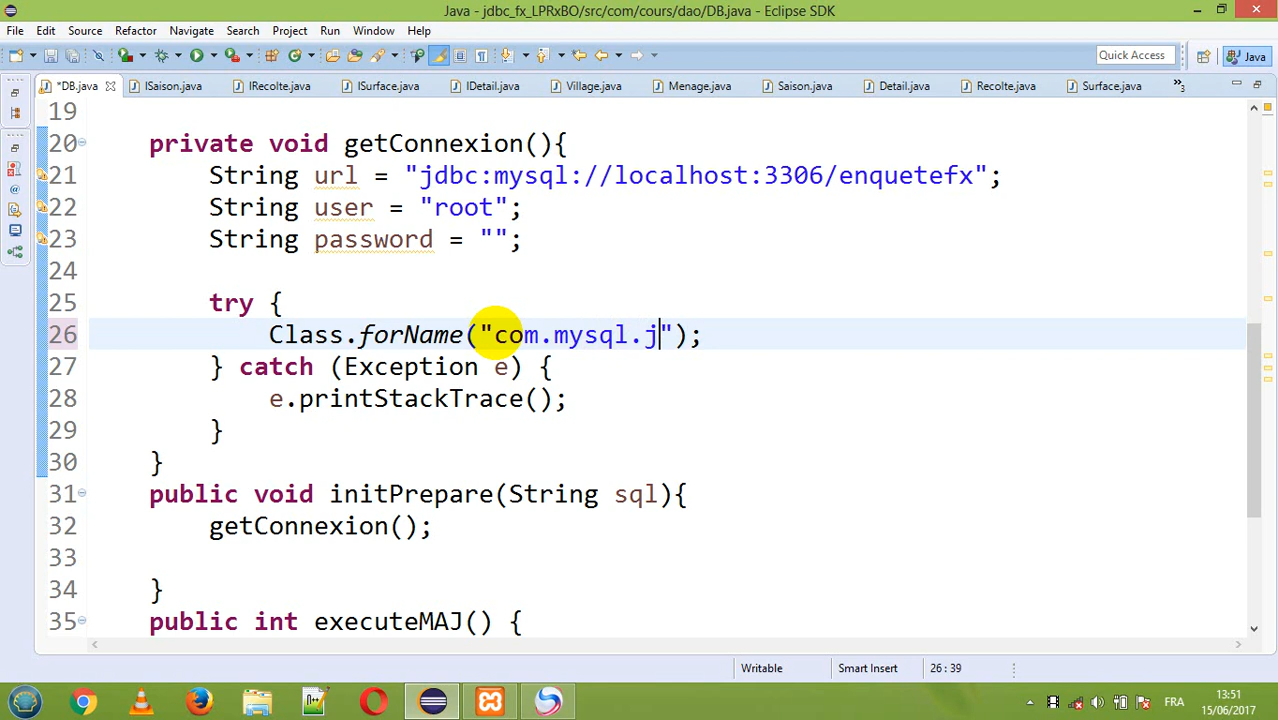 Java - jdbc_fx_LPRxBO/src/com/cours/dao/DB.java - Eclipse SDK
File Edit Source Refactor Navigate Search Project Run Window Help
Quick Access Java
*DB.java ISaison.java IRecolte.java ISurface.java IDetail.java Village.java Menage.java Saison.java Detail.java Recolte.java Surface.java »3
19
20 private void getConnexion(){
21 String url = "jdbc:mysql://localhost:3306/enquetefx";
22 String user = "root";
23 String password = "";
24
25 try {
26 Class.forName("com.mysql.j");
27 } catch (Exception e) {
28 e.printStackTrace();
29 }
30 }
31 public void initPrepare(String sql){
32 getConnexion();
33
34 }
35 public int executeMAJ() {
Writable Smart Insert 26 : 39
FRA 13:51
15/06/2017